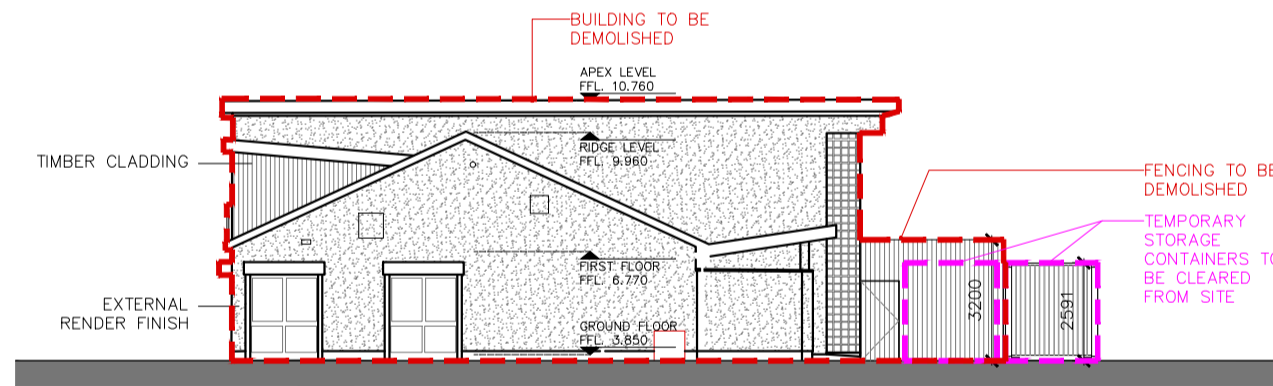 BUILDING TO BE
DEMOLISHED
APEX LEVEL
FFL. 10.760
RIDGE LEVEL
FFL. 9.960
TIMBER CLADDING
FENCING TO BE
DEMOLISHED
TEMPORARY
STORAGE
CONTAINERS TO
BE CLEARED
FROM SITE
FIRST FLOOR
FFL. 6.770
EXTERNAL
RENDER FINISH
GROUND FLOOR
FFL. 3.850
3200
2591